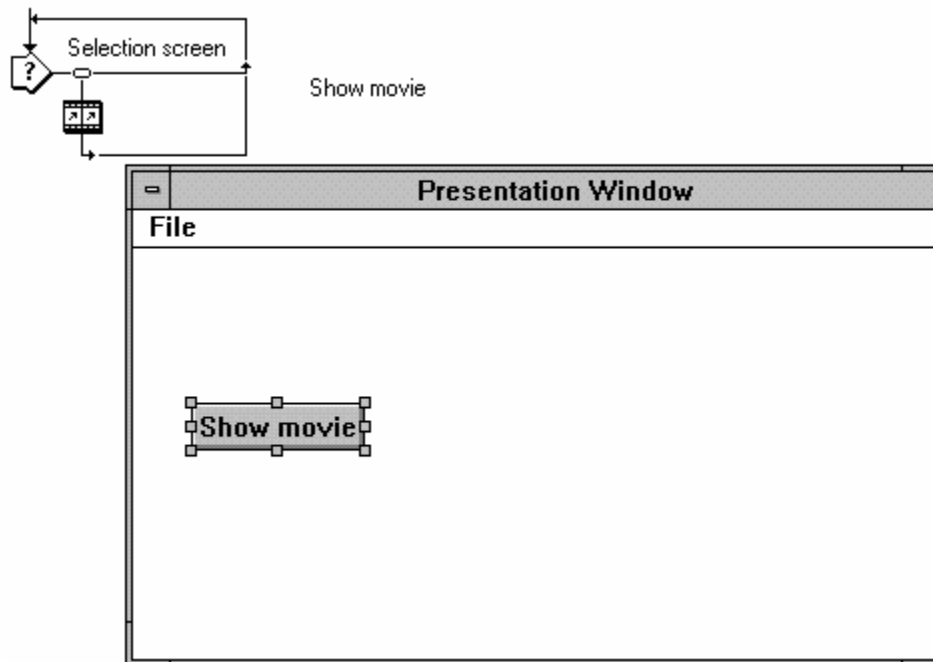 Selection screen
?
Show movie
Presentation Window
File
Show movie